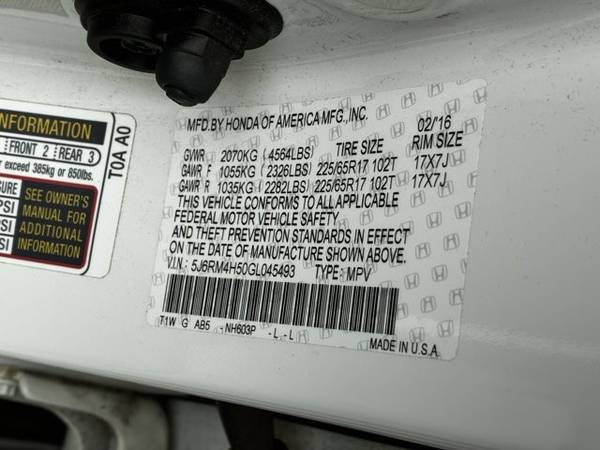 INFORMATION
FRONT 2 REAR 3
exceed 385kg or 850lbs.
SEE OWNER'S
PSI MANUAL FOR
PSI ADDITIONAL
INFORMATION
T0A A0
MFD.BY HONDA OF AMERICA MFG.,INC. 02/'16
TIRE SIZE RIM SIZE
GVWR 2070KG (4564LBS)
GAWR F 1055KG (2326LBS) 225/65R17 102T 17X7J
GAWR R 1035KG (2282LBS) 225/65R17 102T 17X7J
THIS VEHICLE CONFORMS TO ALL APPLICABLE
FEDERAL MOTOR VEHICLE SAFETY,
AND THEFT PREVENTION STANDARDS IN EFFECT
ON THE DATE OF MANUFACTURE SHOWN ABOVE.
V.I.N.: 5J6RM4H50GL045493 TYPE: MPV
T1W G AB5 - NH603P - L - L
MADE IN U.S.A.